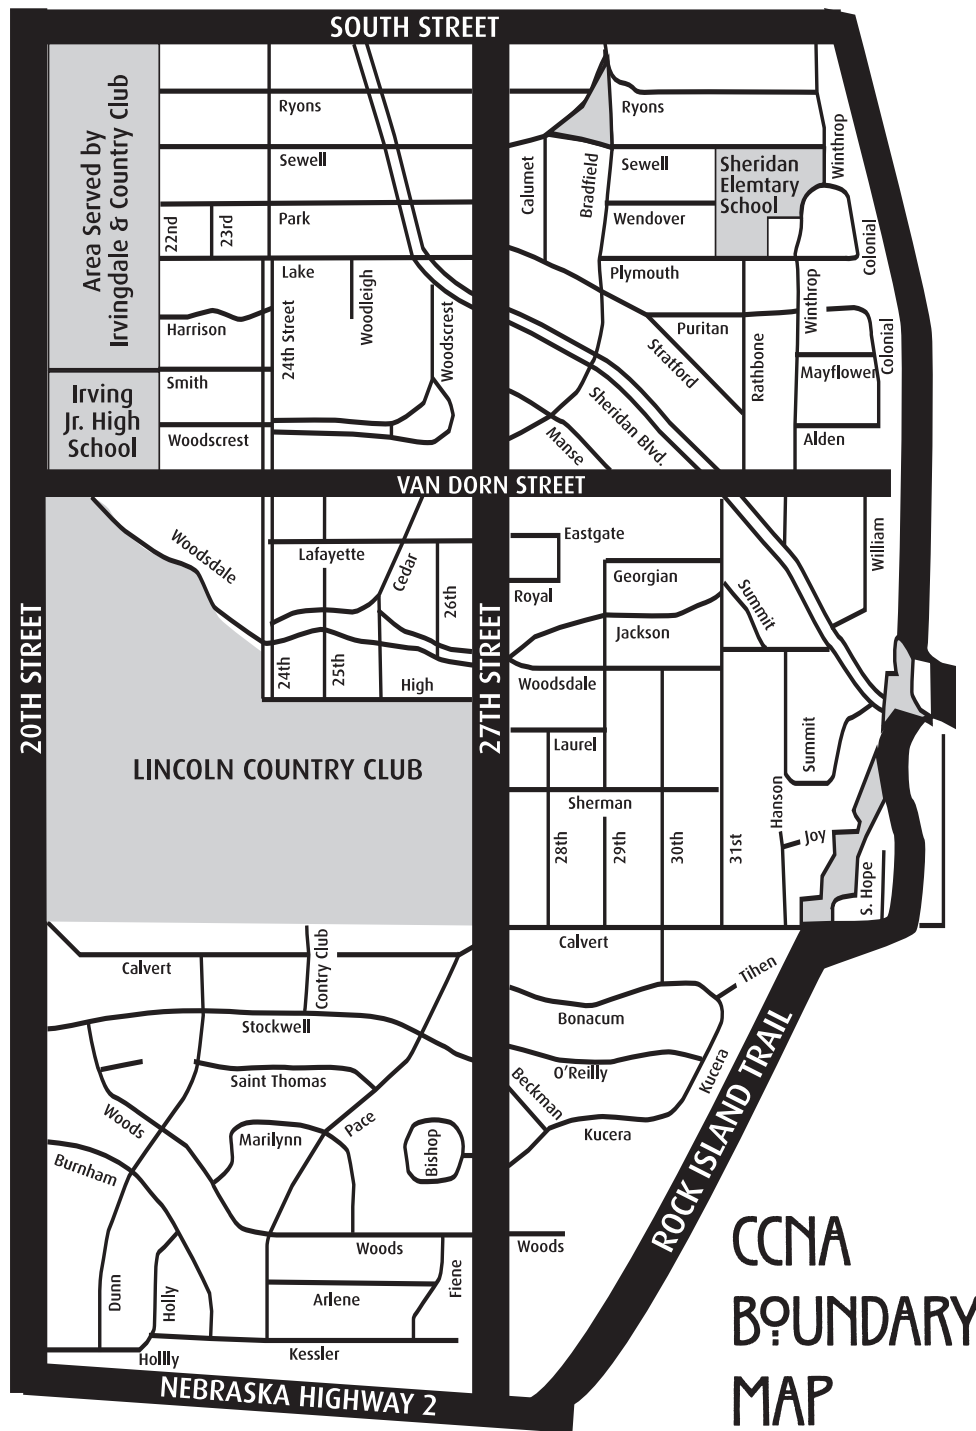 SOUTH STREET
Area Served by
Irvingdale & Country Club
Ryons
Sewell
Park
22nd
23rd
Lake
Harrison
24th Street
Woodleigh
Woodscrest
Smith
Irving
Jr. High
School
Woodscrest
Ryons
Calumet
Bradfield
Sewell
Wendover
Sheridan
Elemtary
School
Winthrop
Colonial
Plymouth
Puritan
Stratford
Rathbone
Winthrop
Colonial
Mayflower
Alden
Sheridan Blvd.
Manse
VAN DORN STREET
20TH STREET
27TH STREET
Woodsdale
Lafayette
Cedar
26th
24th
25th
High
Eastgate
Royal
Georgian
Jackson
Summit
William
Woodsdale
Laurel
Sherman
28th
29th
30th
31st
Hanson
Summit
Joy
S. Hope
LINCOLN COUNTRY CLUB
Calvert
Contry Club
Stockwell
Saint Thomas
Woods
Marilynn
Pace
Bishop
Burnham
Dunn
Holly
Woods
Arlene
Fiene
Kessler
Hollly
Calvert
Tihen
Bonacum
O'Reilly
Beckman
Kucera
Kucera
Woods
ROCK ISLAND TRAIL
NEBRASKA HIGHWAY 2
CCNA
BOUNDARY
MAP